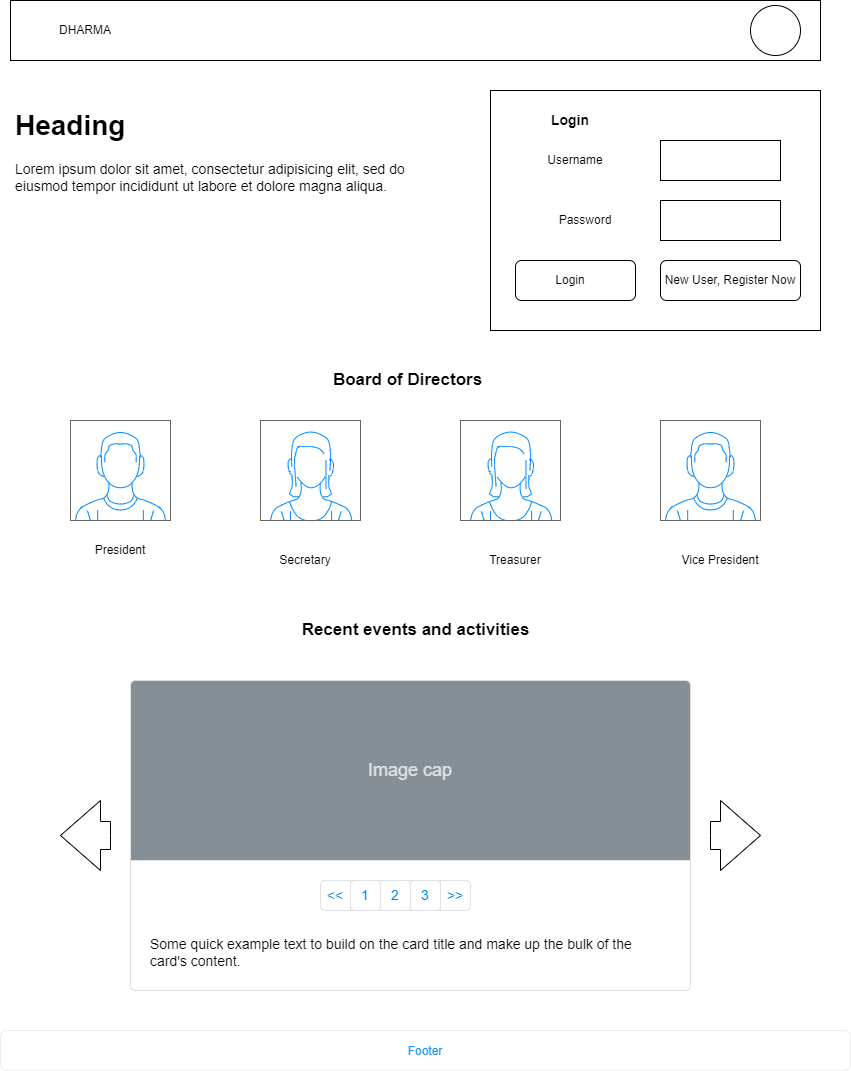 DHARMA
Heading
Lorem ipsum dolor sit amet, consectetur adipisicing elit, sed do
eiusmod tempor incididunt ut labore et dolore magna aliqua.
Login
Username
Password
Login
New User, Register Now
Board of Directors
President
Secretary
Treasurer
Vice President
Recent events and activities
Image cap
<< 1 2 3 >>
Some quick example text to build on the card title and make up the bulk of the
card's content.
Footer